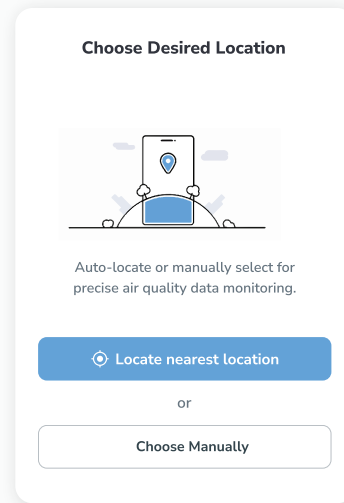 Choose Desired Location
Auto-locate or manually select for
precise air quality data monitoring.
Locate nearest location
or
Choose Manually